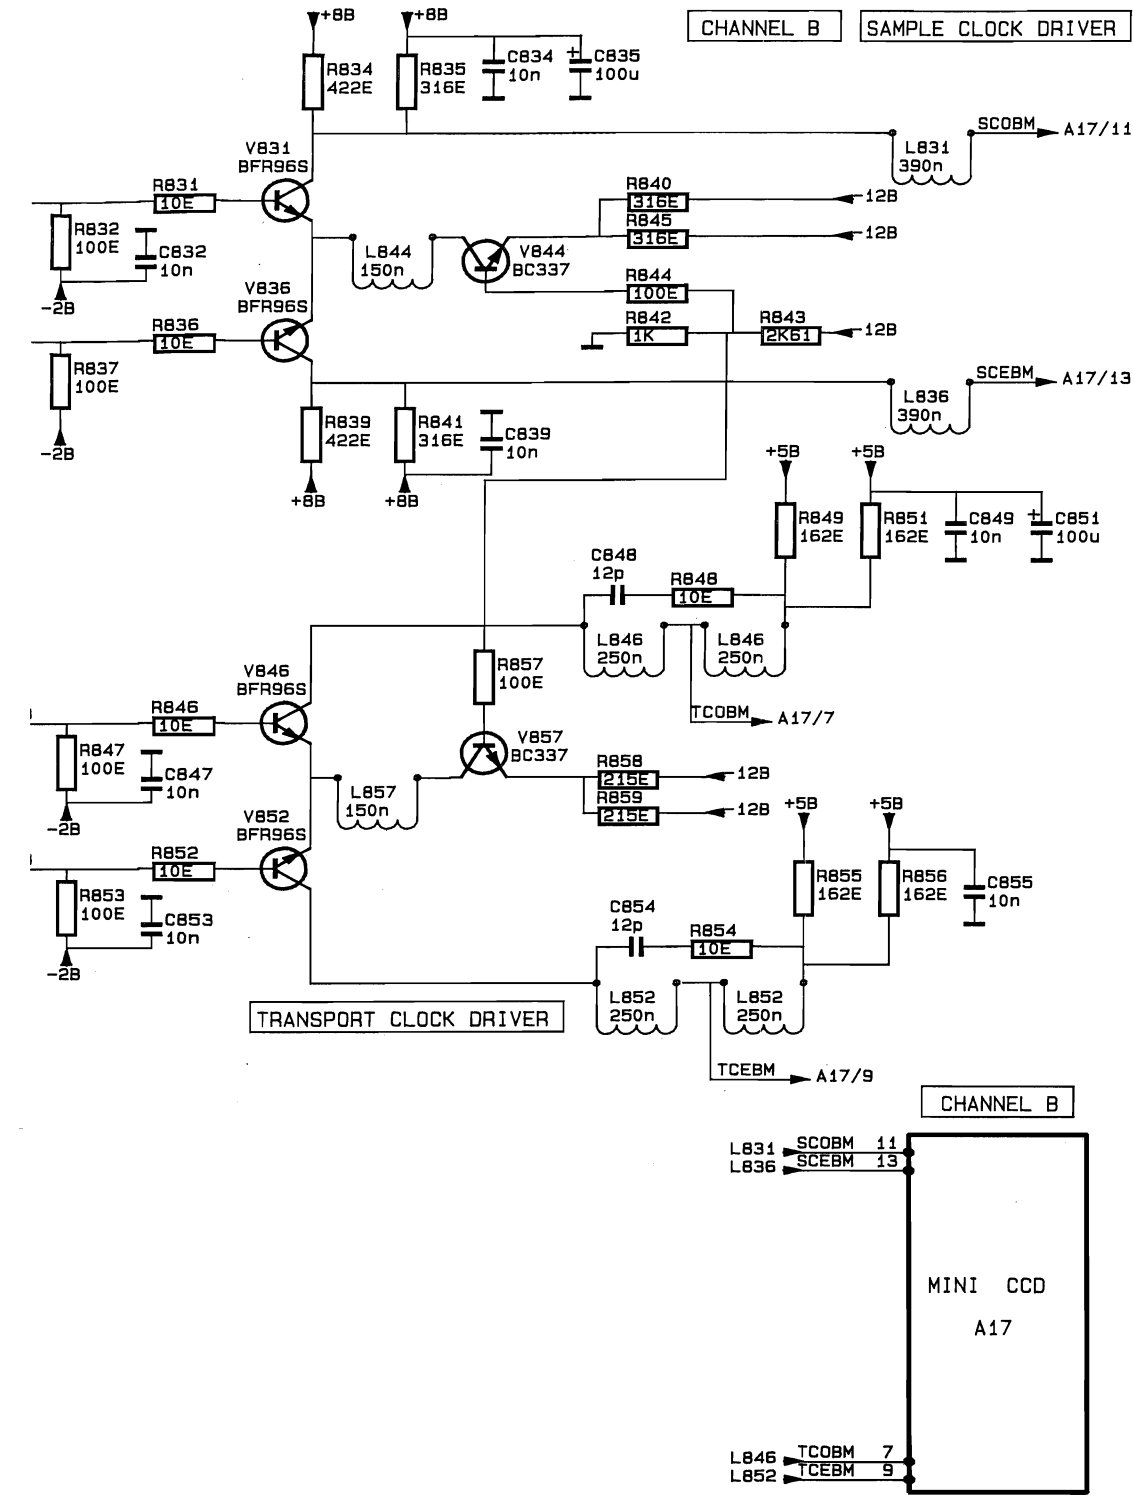 +8B +8B CHANNEL B SAMPLE CLOCK DRIVER
R834 422E R835 316E C834 10n + C835 100u
SCOBM A17/11
L831 390n
V831 BFR96S
R831 10E
R832 100E C832 10n
-2B
R840 316E 12B
R845 316E 12B
L844 150n V844 BC337
R844 100E
R842 1K R843 2K61 12B
V836 BFR96S
R836 10E
R837 100E
-2B
SCEBM A17/13
L836 390n
R839 422E R841 316E C839 10n
+8B +8B
+5B +5B
R849 162E R851 162E C849 10n + C851 100u
C848 12p R848 10E
L846 250n L846 250n
TCOBM A17/7
R857 100E
V846 BFR96S
R846 10E
R847 100E C847 10n
-2B
V857 BC337
L857 150n
R858 215E 12B
R859 215E 12B
V852 BFR96S
R852 10E
R853 100E C853 10n
-2B
+5B +5B
R855 162E R856 162E C855 10n
C854 12p R854 10E
L852 250n L852 250n
TRANSPORT CLOCK DRIVER
TCEBM A17/9
CHANNEL B
L831 SCOBM 11
L836 SCEBM 13
MINI CCD
A17
L846 TCOBM 7
L852 TCEBM 9